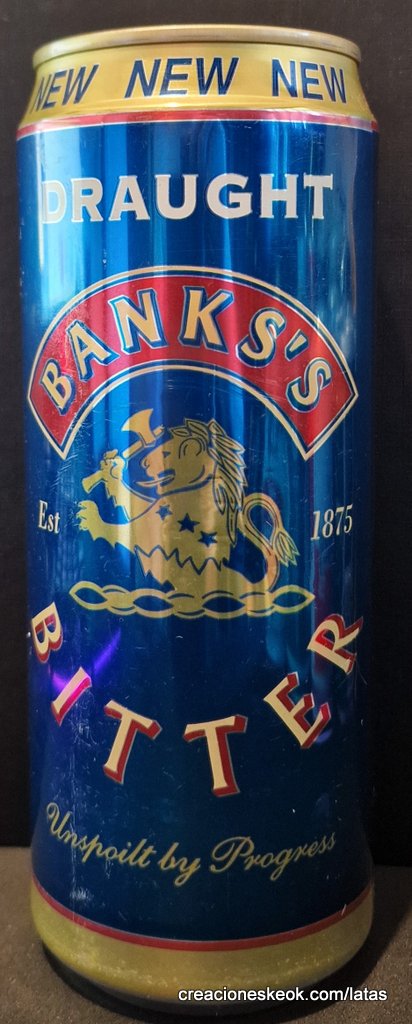 NEW NEW NEW
DRAUGHT
BANKS'S
Est 1875
BITTER
Unspoilt by Progress
creacioneskeok.com/latas